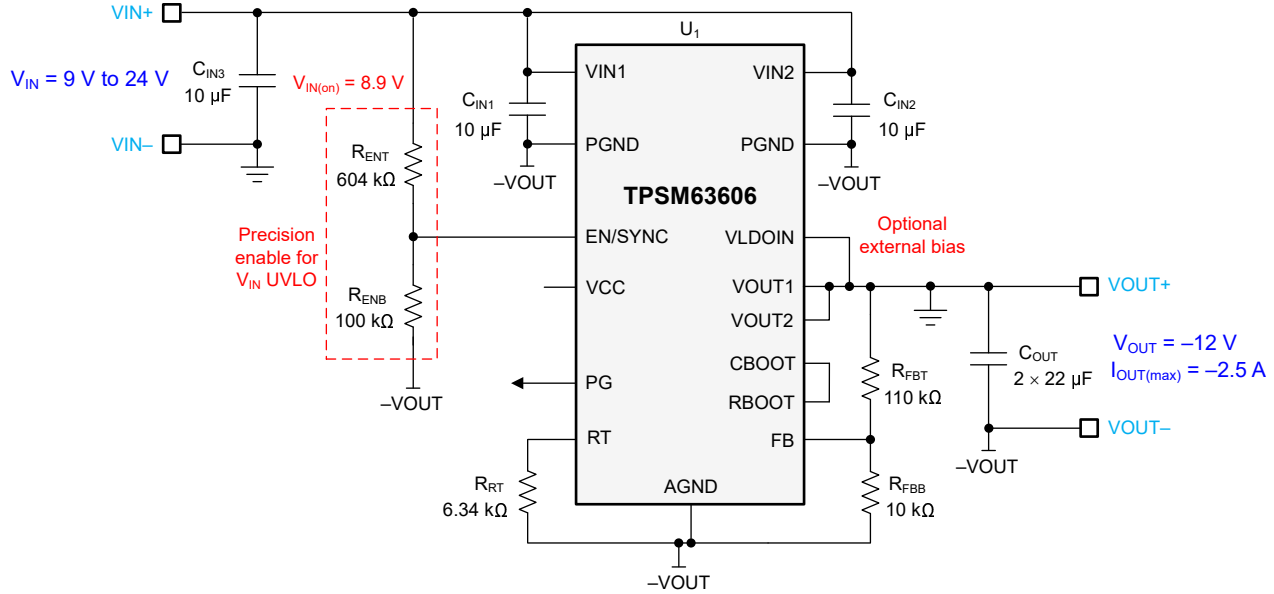 VIN+
U1
VIN = 9 V to 24 V
CIN3
10 µF
VIN(on) = 8.9 V
VIN–
RENT
604 kΩ
Precision
enable for
VIN UVLO
RENB
100 kΩ
–VOUT
CIN1
10 µF
–VOUT
VIN1
PGND
TPSM63606
EN/SYNC
VCC
PG
RT
AGND
VIN2
PGND
VLDOIN
VOUT1
VOUT2
CBOOT
RBOOT
FB
CIN2
10 µF
–VOUT
Optional
external bias
RRT
6.34 kΩ
RFBT
110 kΩ
RFBB
10 kΩ
–VOUT
COUT
2 × 22 µF
–VOUT
VOUT+
VOUT = –12 V
IOUT(max) = –2.5 A
VOUT–